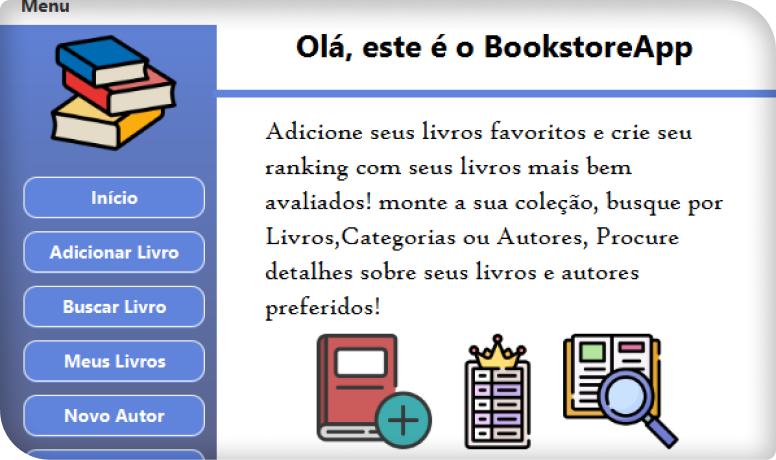 Menu
Olá, este é o BookstoreApp
Início
Adicionar Livro
Buscar Livro
Meus Livros
Novo Autor
Adicione seus livros favoritos e crie seu
ranking com seus livros mais bem
avaliados! monte a sua coleção, busque por
Livros,Categorias ou Autores, Procure
detalhes sobre seus livros e autores
preferidos!